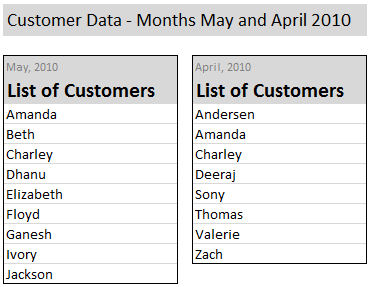 Customer Data - Months May and April 2010
May, 2010
List of Customers
Amanda
Beth
Charley
Dhanu
Elizabeth
Floyd
Ganesh
Ivory
Jackson
April, 2010
List of Customers
Andersen
Amanda
Charley
Deeraj
Sony
Thomas
Valerie
Zach